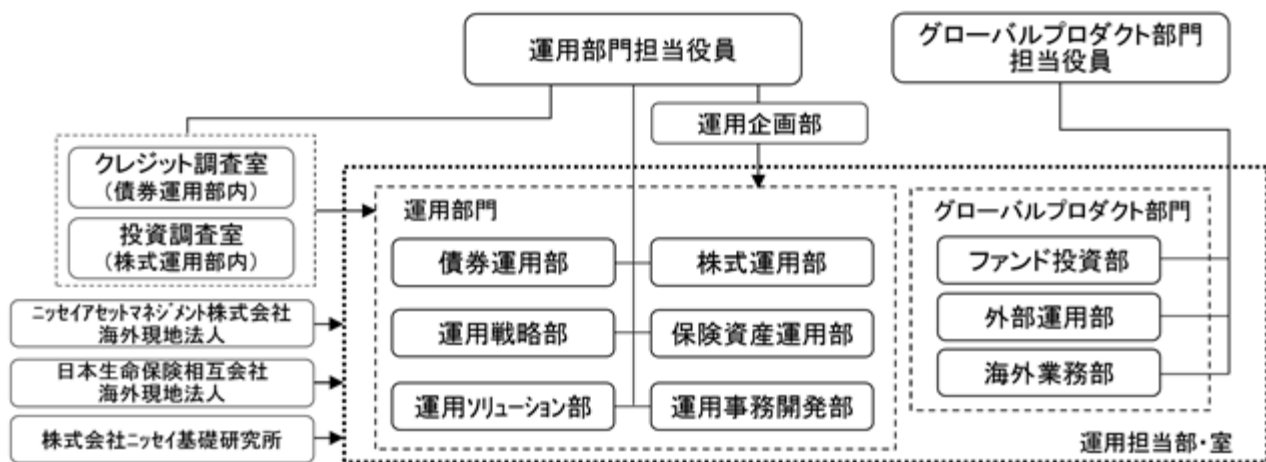 運用部門担当役員
グローバルプロダクト部門
担当役員
運用企画部
クレジット調査室
(債券運用部内)
投資調査室
(株式運用部内)
ニッセイアセットマネジメント株式会社
海外現地法人
日本生命保険相互会社
海外現地法人
株式会社ニッセイ基礎研究所
運用部門
債券運用部
株式運用部
運用戦略部
保険資産運用部
運用ソリューション部
運用事務開発部
グローバルプロダクト部門
ファンド投資部
外部運用部
海外業務部
運用担当部・室